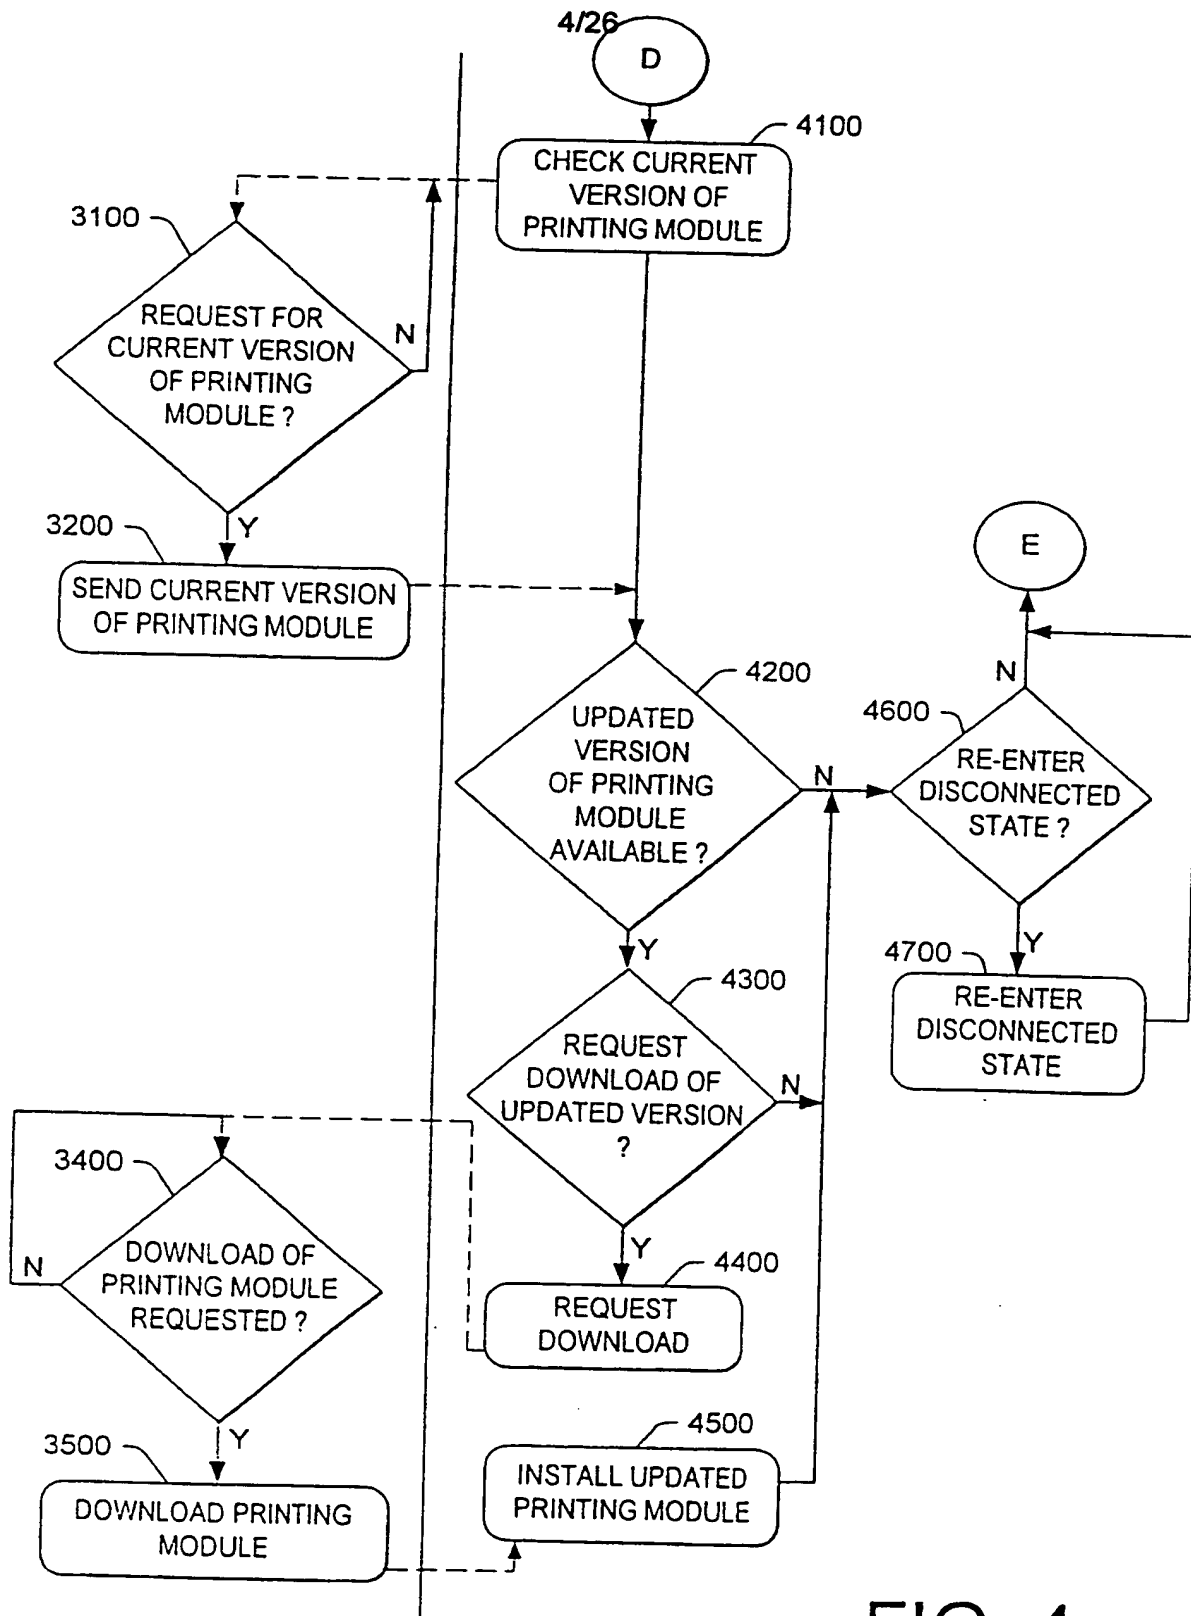 4/26
D
4100
CHECK CURRENT
VERSION OF
PRINTING MODULE
3100
REQUEST FOR
CURRENT VERSION
OF PRINTING
MODULE ?
N
Y
3200
SEND CURRENT VERSION
OF PRINTING MODULE
E
4200
UPDATED
VERSION
OF PRINTING
MODULE
AVAILABLE ?
N
Y
4600
RE-ENTER
DISCONNECTED
STATE ?
N
Y
4700
RE-ENTER
DISCONNECTED
STATE
4300
REQUEST
DOWNLOAD OF
UPDATED VERSION
?
N
Y
3400
DOWNLOAD OF
PRINTING MODULE
REQUESTED ?
N
Y
4400
REQUEST
DOWNLOAD
3500
DOWNLOAD PRINTING
MODULE
4500
INSTALL UPDATED
PRINTING MODULE